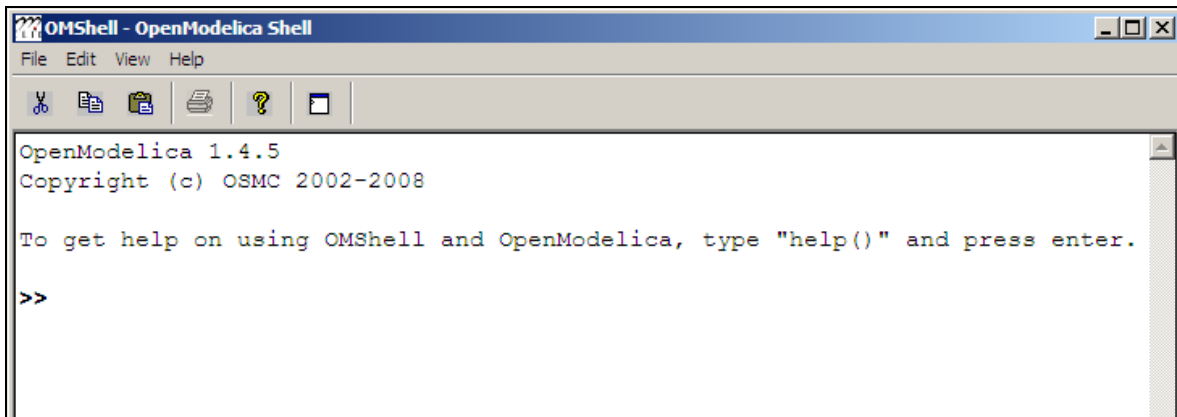 OMShell - OpenModelica Shell
File Edit View Help
OpenModelica 1.4.5
Copyright (c) OSMC 2002-2008
To get help on using OMShell and OpenModelica, type "help()" and press enter.
>>